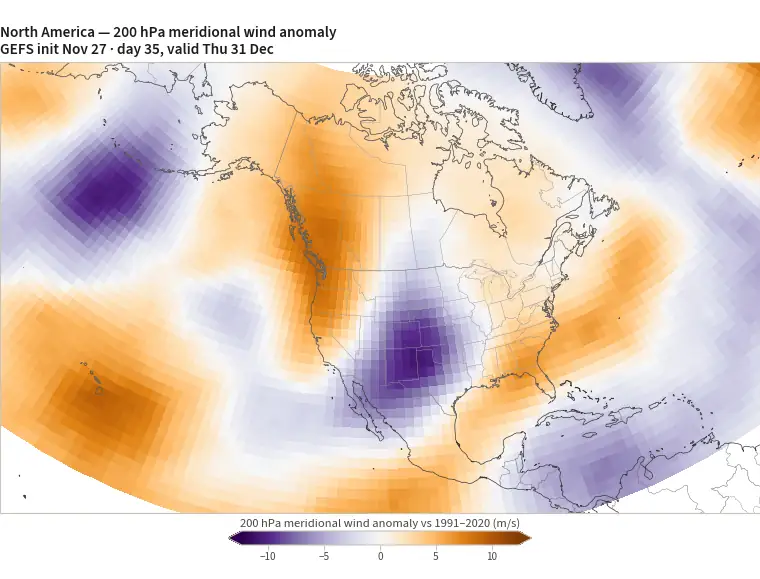 North America — 200 hPa meridional wind anomaly
GEFS init Nov 27 · day 35, valid Thu 31 Dec
200 hPa meridional wind anomaly vs 1991–2020 (m/s)
−10 −5 0 5 10